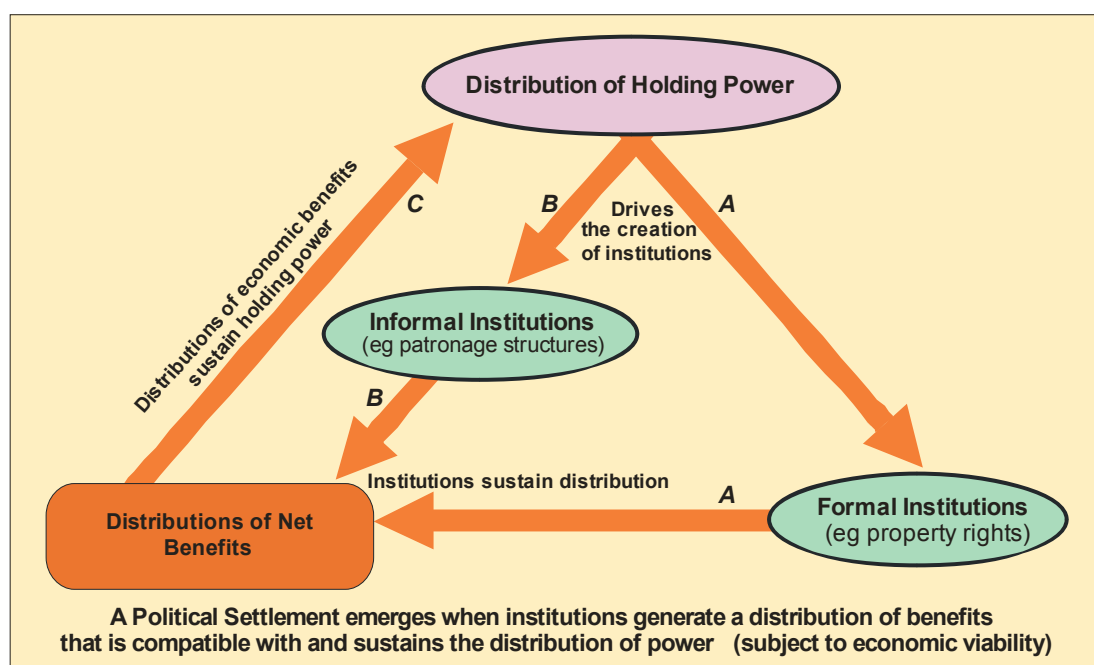 Distribution of Holding Power
Distributions of economic benefits
sustain holding power
C
B
Drives
the creation
of institutions
A
Informal Institutions
(eg patronage structures)
B
Institutions sustain distribution
A
Distributions of Net
Benefits
Formal Institutions
(eg property rights)
A Political Settlement emerges when institutions generate a distribution of benefits
that is compatible with and sustains the distribution of power (subject to economic viability)